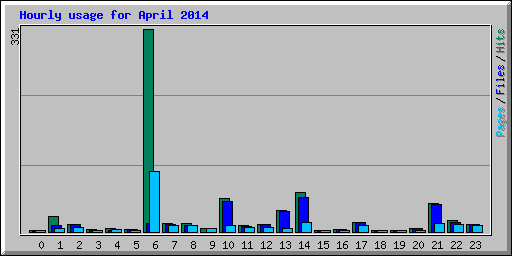 Hourly usage for April 2014
331
Pages/Files/Hits
0 1 2 3 4 5 6 7 8 9 10 11 12 13 14 15 16 17 18 19 20 21 22 23